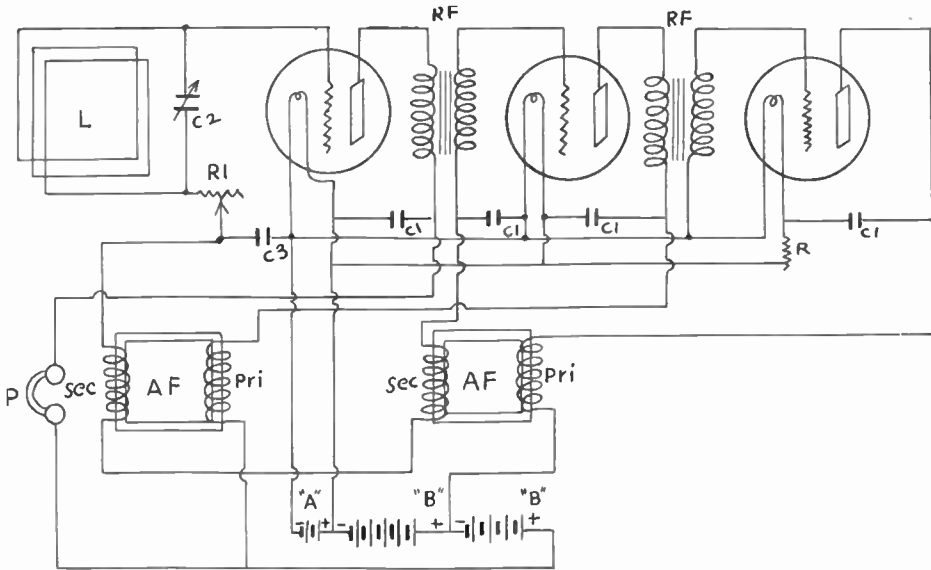 RF
RF
L
C2
R1
C3
C1
C1
C1
C1
R
P
sec
AF
Pri
sec
AF
Pri
"A"
"B"
"B"
- +
- +
- +